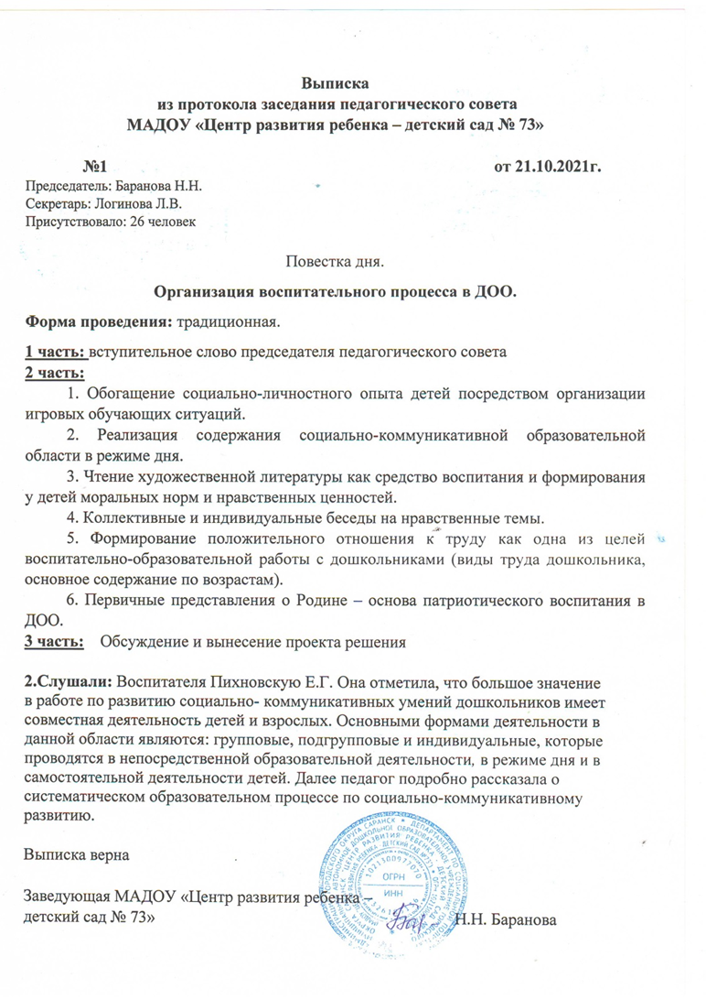 Выписка
из протокола заседания педагогического совета
МАДОУ «Центр развития ребенка – детский сад № 73»
№1 от 21.10.2021г.
Председатель: Баранова Н.Н.
Секретарь: Логинова Л.В.
Присутствовало: 26 человек
Повестка дня.
Организация воспитательного процесса в ДОО.
Форма проведения: традиционная.
1 часть: вступительное слово председателя педагогического совета
2 часть:
1. Обогащение социально-личностного опыта детей посредством организации
игровых обучающих ситуаций.
2. Реализация содержания социально-коммуникативной образовательной
области в режиме дня.
3. Чтение художественной литературы как средство воспитания и формирования
у детей моральных норм и нравственных ценностей.
4. Коллективные и индивидуальные беседы на нравственные темы.
5. Формирование положительного отношения к труду как одна из целей
воспитательно-образовательной работы с дошкольниками (виды труда дошкольника,
основное содержание по возрастам).
6. Первичные представления о Родине – основа патриотического воспитания в
ДОО.
3 часть: Обсуждение и вынесение проекта решения
2.Слушали: Воспитателя Пихновскую Е.Г. Она отметила, что большое значение
в работе по развитию социально- коммуникативных умений дошкольников имеет
совместная деятельность детей и взрослых. Основными формами деятельности в
данной области являются: групповые, подгрупповые и индивидуальные, которые
проводятся в непосредственной образовательной деятельности, в режиме дня и в
самостоятельной деятельности детей. Далее педагог подробно рассказала о
систематическом образовательном процессе по социально-коммуникативному
развитию.
Выписка верна
ОГРН
ИНН
Заведующая МАДОУ «Центр развития ребенка –
детский сад № 73» Н.Н. Баранова